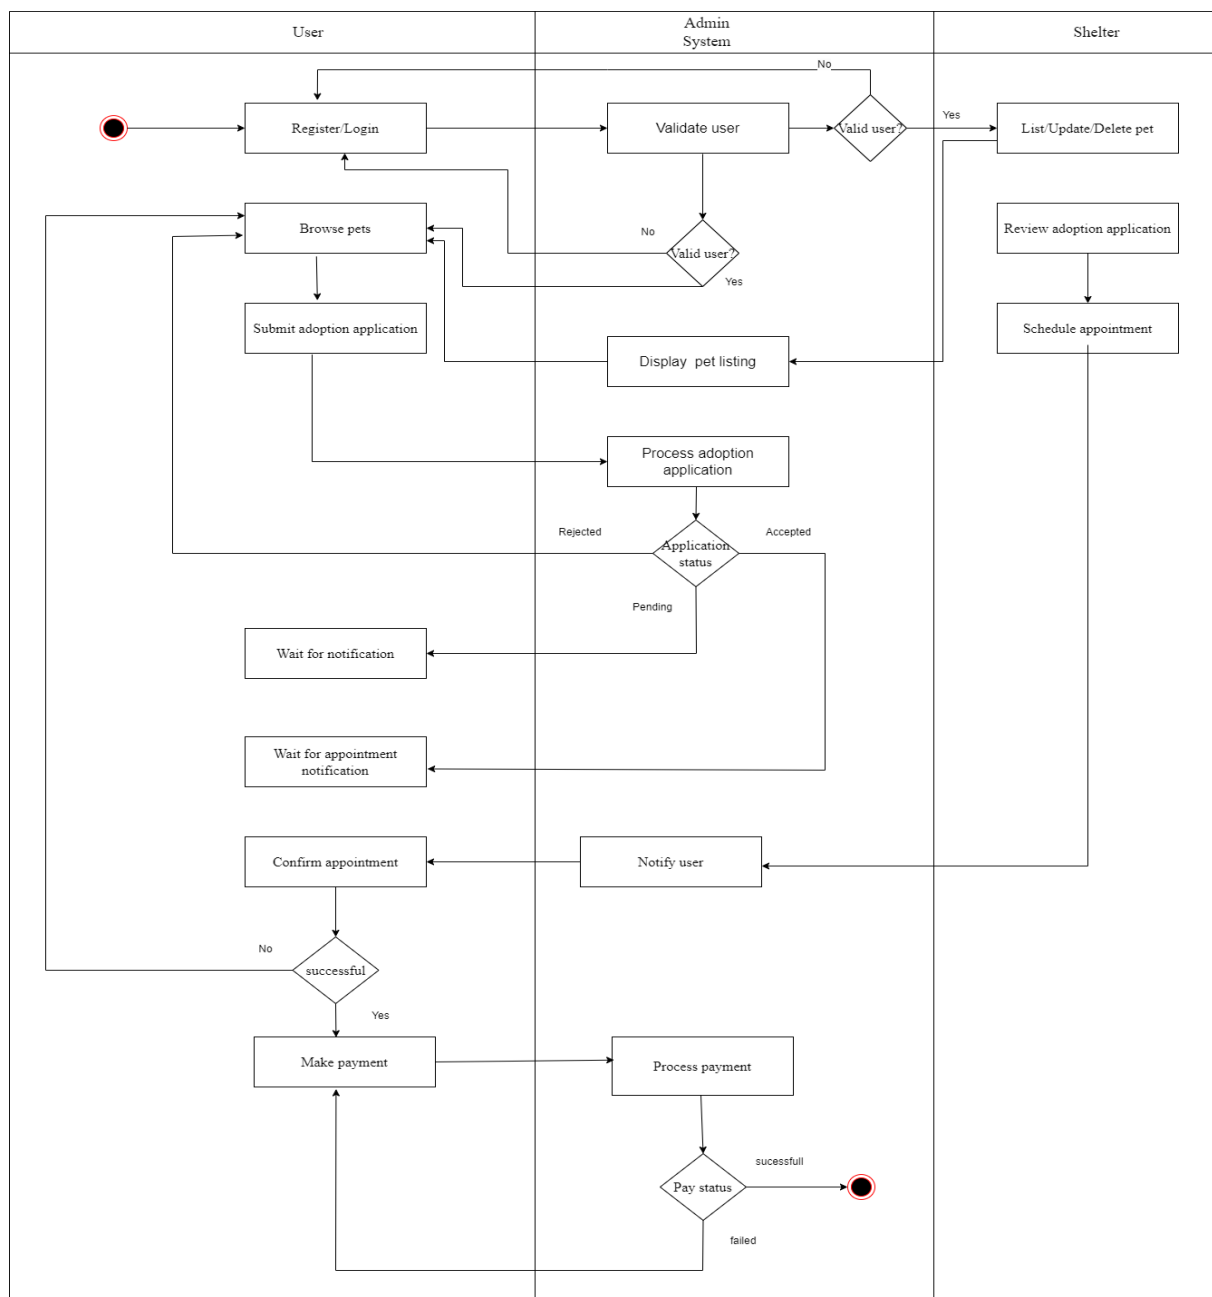 User
Admin
System
Shelter
No
Register/Login
Validate user
Valid user?
Yes
List/Update/Delete pet
Browse pets
No
Valid user?
Yes
Review adoption application
Submit adoption application
Schedule appointment
Display pet listing
Process adoption
application
Rejected
Application
status
Accepted
Pending
Wait for notification
Wait for appointment
notification
Confirm appointment
Notify user
No
successful
Yes
Make payment
Process payment
sucessfull
Pay status
failed